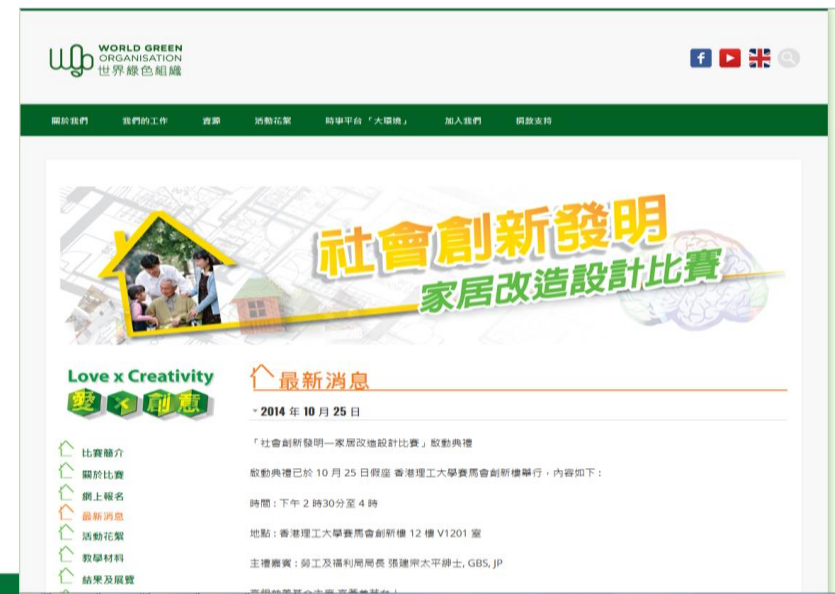 WORLD GREEN
ORGANISATION
世界綠色組織
關於我們 我們的工作 資源 活動花絮 時事平台「大環境」 加入我們 捐款支持
社會創新發明
家居改造設計比賽
Love x Creativity
愛 x 創意
最新消息
2014 年 10 月 25 日
「社會創新發明—家居改造設計比賽」啟動典禮
啟動典禮已於 10 月 25 日假座 香港理工大學賽馬會創新樓舉行，內容如下：
時間 : 下午 2 時30分至 4 時
地點 : 香港理工大學賽馬會創新樓 12 樓 V1201 室
主禮嘉賓 : 勞工及福利局局長 張建宗太平紳士, GBS, JP
比賽簡介
關於比賽
網上報名
最新消息
活動花絮
教學材料
結果及展覽